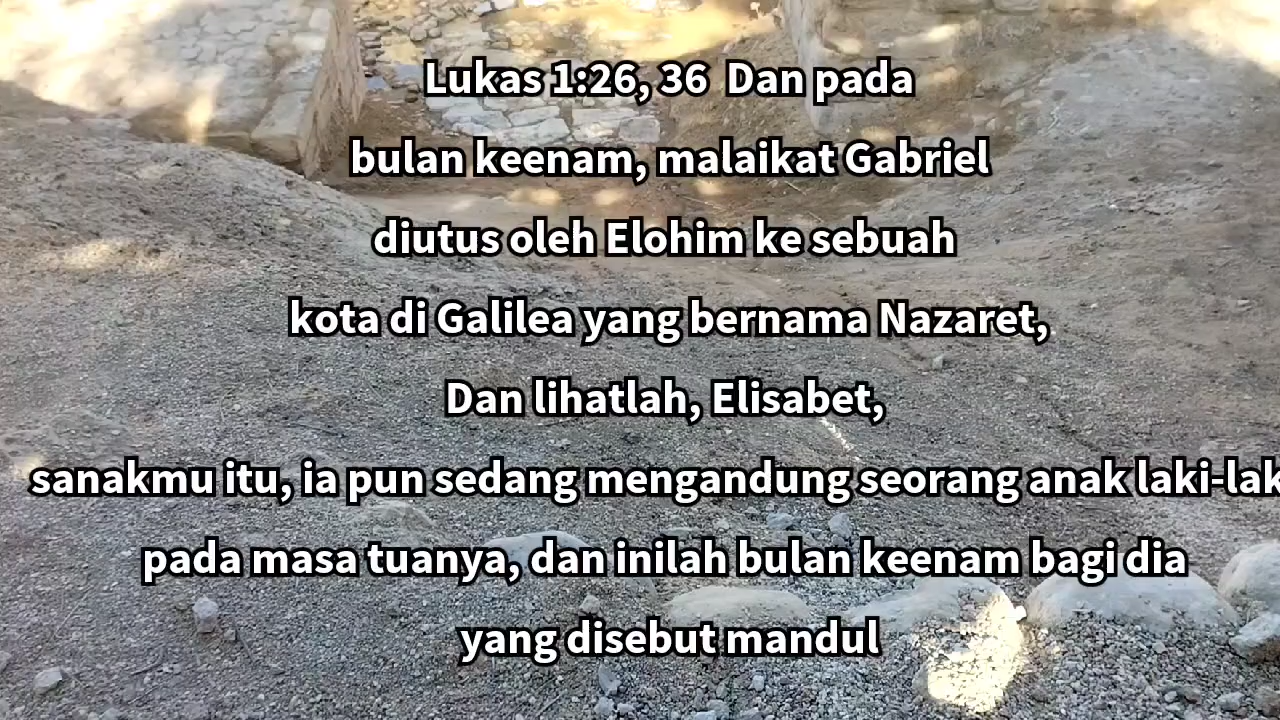 Lukas 1:26, 36 Dan pada
bulan keenam, malaikat Gabriel
diutus oleh Elohim ke sebuah
kota di Galilea yang bernama Nazaret,
Dan lihatlah, Elisabet,
sanakmu itu, ia pun sedang mengandung seorang anak laki-lak
pada masa tuanya, dan inilah bulan keenam bagi dia
yang disebut mandul